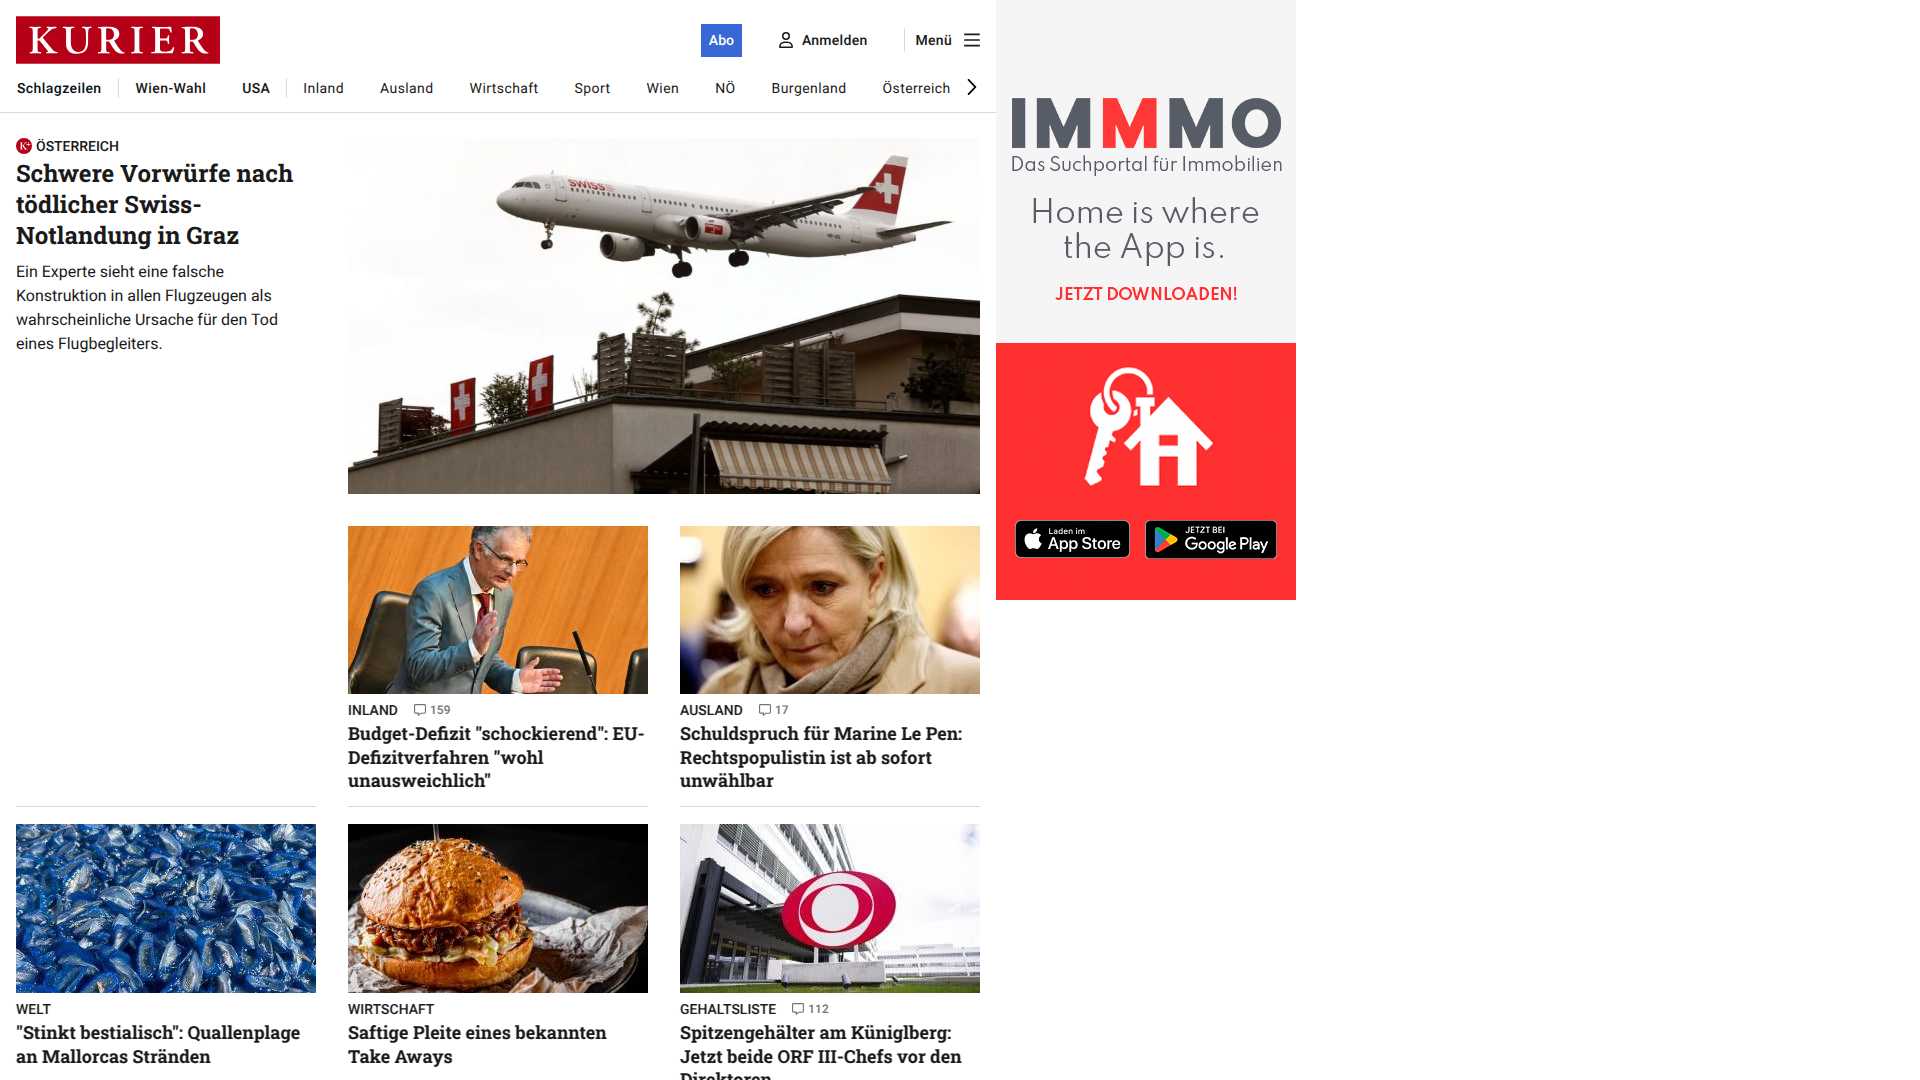 KURIER
Abo
Anmelden
Menü
Schlagzeilen
Wien-Wahl
USA
Inland
Ausland
Wirtschaft
Sport
Wien
NÖ
Burgenland
Österreich
ÖSTERREICH
Schwere Vorwürfe nach
tödlicher Swiss-
Notlandung in Graz
Ein Experte sieht eine falsche
Konstruktion in allen Flugzeugen als
wahrscheinliche Ursache für den Tod
eines Flugbegleiters.
swiss
INLAND 159
Budget-Defizit "schockierend": EU-
Defizitverfahren "wohl
unausweichlich"
AUSLAND 17
Schuldspruch für Marine Le Pen:
Rechtspopulistin ist ab sofort
unwählbar
WELT
"Stinkt bestialisch": Quallenplage
an Mallorcas Stränden
WIRTSCHAFT
Saftige Pleite eines bekannten
Take Aways
GEHALTSLISTE 112
Spitzengehälter am Küniglberg:
Jetzt beide ORF III-Chefs vor den
Direktoren
IMMMO
Das Suchportal für Immobilien
Home is where
the App is.
JETZT DOWNLOADEN!
Laden im
App Store
JETZT BEI
Google Play